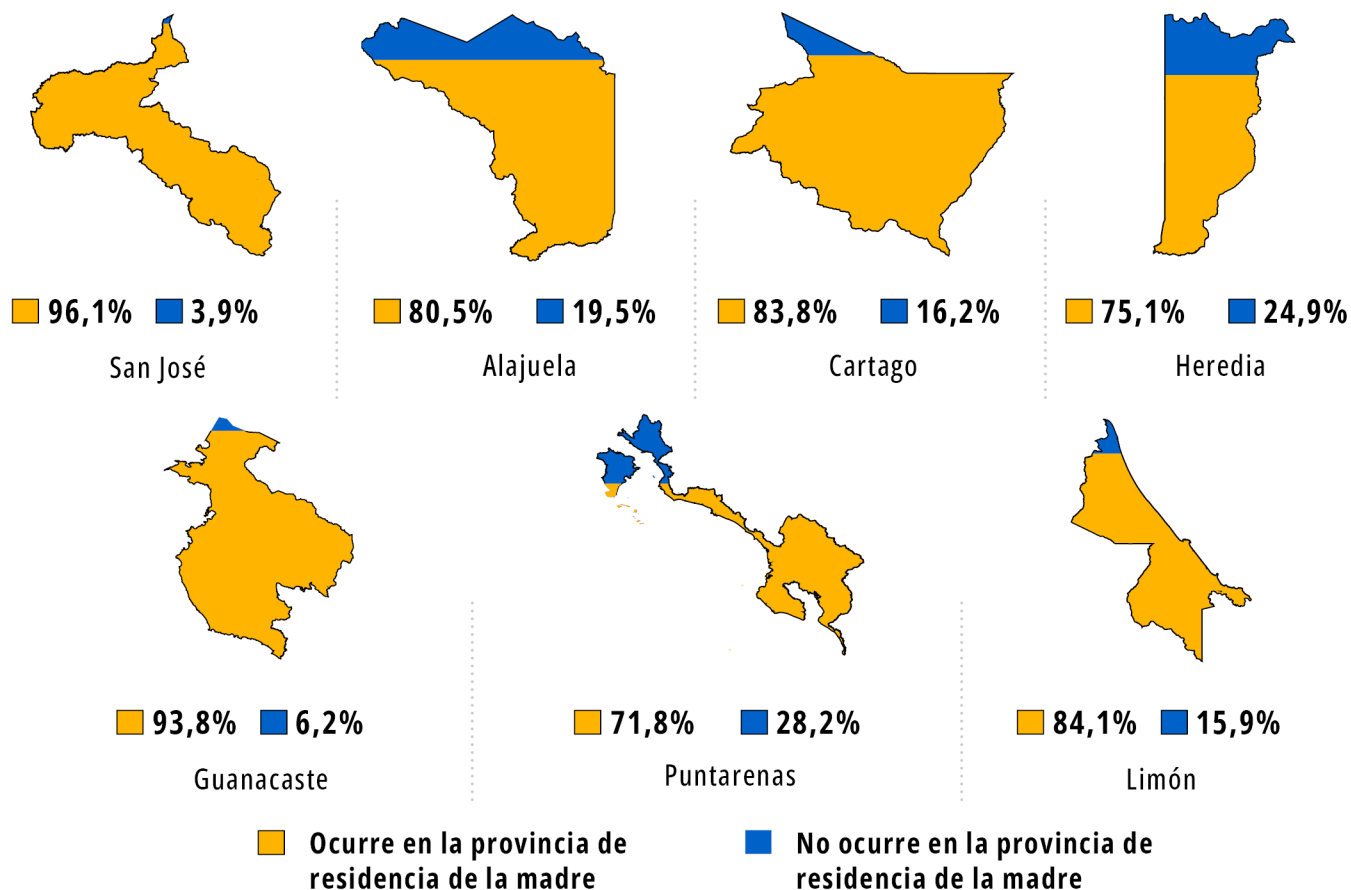 96,1% 3,9%
San José
80,5% 19,5%
Alajuela
83,8% 16,2%
Cartago
75,1% 24,9%
Heredia
93,8% 6,2%
Guanacaste
71,8% 28,2%
Puntarenas
84,1% 15,9%
Limón
Ocurre en la provincia de
residencia de la madre
No ocurre en la provincia de
residencia de la madre